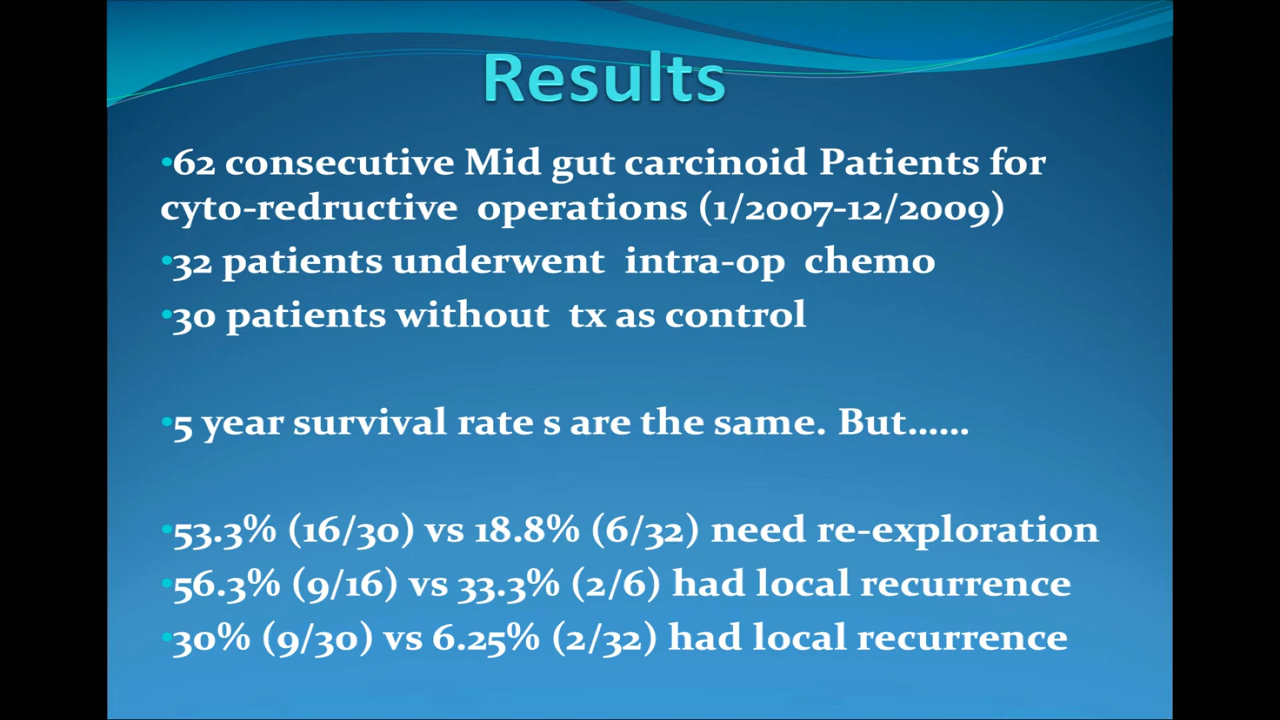 Results
•62 consecutive Mid gut carcinoid Patients for
cyto-redructive operations (1/2007-12/2009)
•32 patients underwent intra-op chemo
•30 patients without tx as control
•5 year survival rate s are the same. But......
•53.3% (16/30) vs 18.8% (6/32) need re-exploration
•56.3% (9/16) vs 33.3% (2/6) had local recurrence
•30% (9/30) vs 6.25% (2/32) had local recurrence